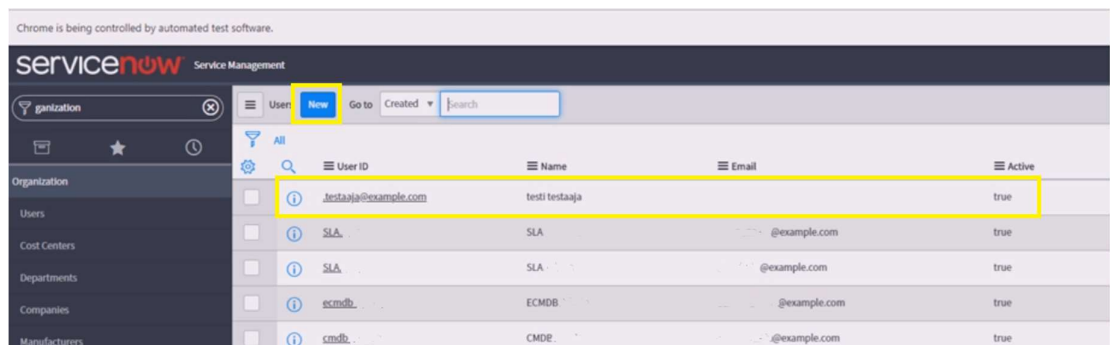 Chrome is being controlled by automated test software.
servicenow Service Management
ganization
Users New Go to Created ▼ Search
All
User ID Name Email Active
Organization
.testaaja@example.com testi testaaja true
Users
SLA SLA @example.com true
Cost Centers
SLA SLA - @example.com true
Departments
ecmdb ECMDB @example.com true
Companies
cmdb @example.com true
Manufacturers